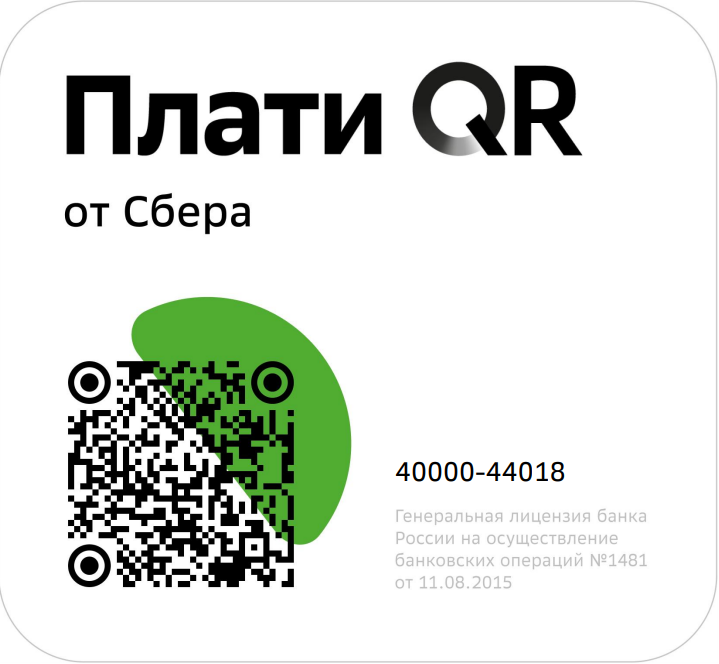 Плати QR
от Сбера
40000-44018
Генеральная лицензия банка
России на осуществление
банковских операций №1481
от 11.08.2015